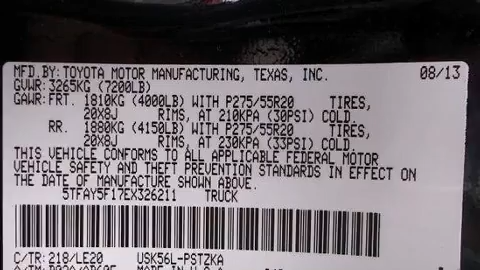 MFD.BY: TOYOTA MOTOR MANUFACTURING, TEXAS, INC. 08/13
GVWR: 3265KG (7200LB)
GAWR: FRT. 1810KG (4000LB) WITH P275/55R20 TIRES,
20X8J RIMS, AT 210KPA (30PSI) COLD.
RR. 1880KG (4150LB) WITH P275/55R20 TIRES,
20X8J RIMS, AT 230KPA (33PSI) COLD.
THIS VEHICLE CONFORMS TO ALL APPLICABLE FEDERAL MOTOR
VEHICLE SAFETY AND THEFT PREVENTION STANDARDS IN EFFECT ON
THE DATE OF MANUFACTURE SHOWN ABOVE.
5TFAY5F17EX326211 TRUCK
C/TR: 218/LE20 USK56L-PSTZKA
A/TM: MADE IN U.S.A.